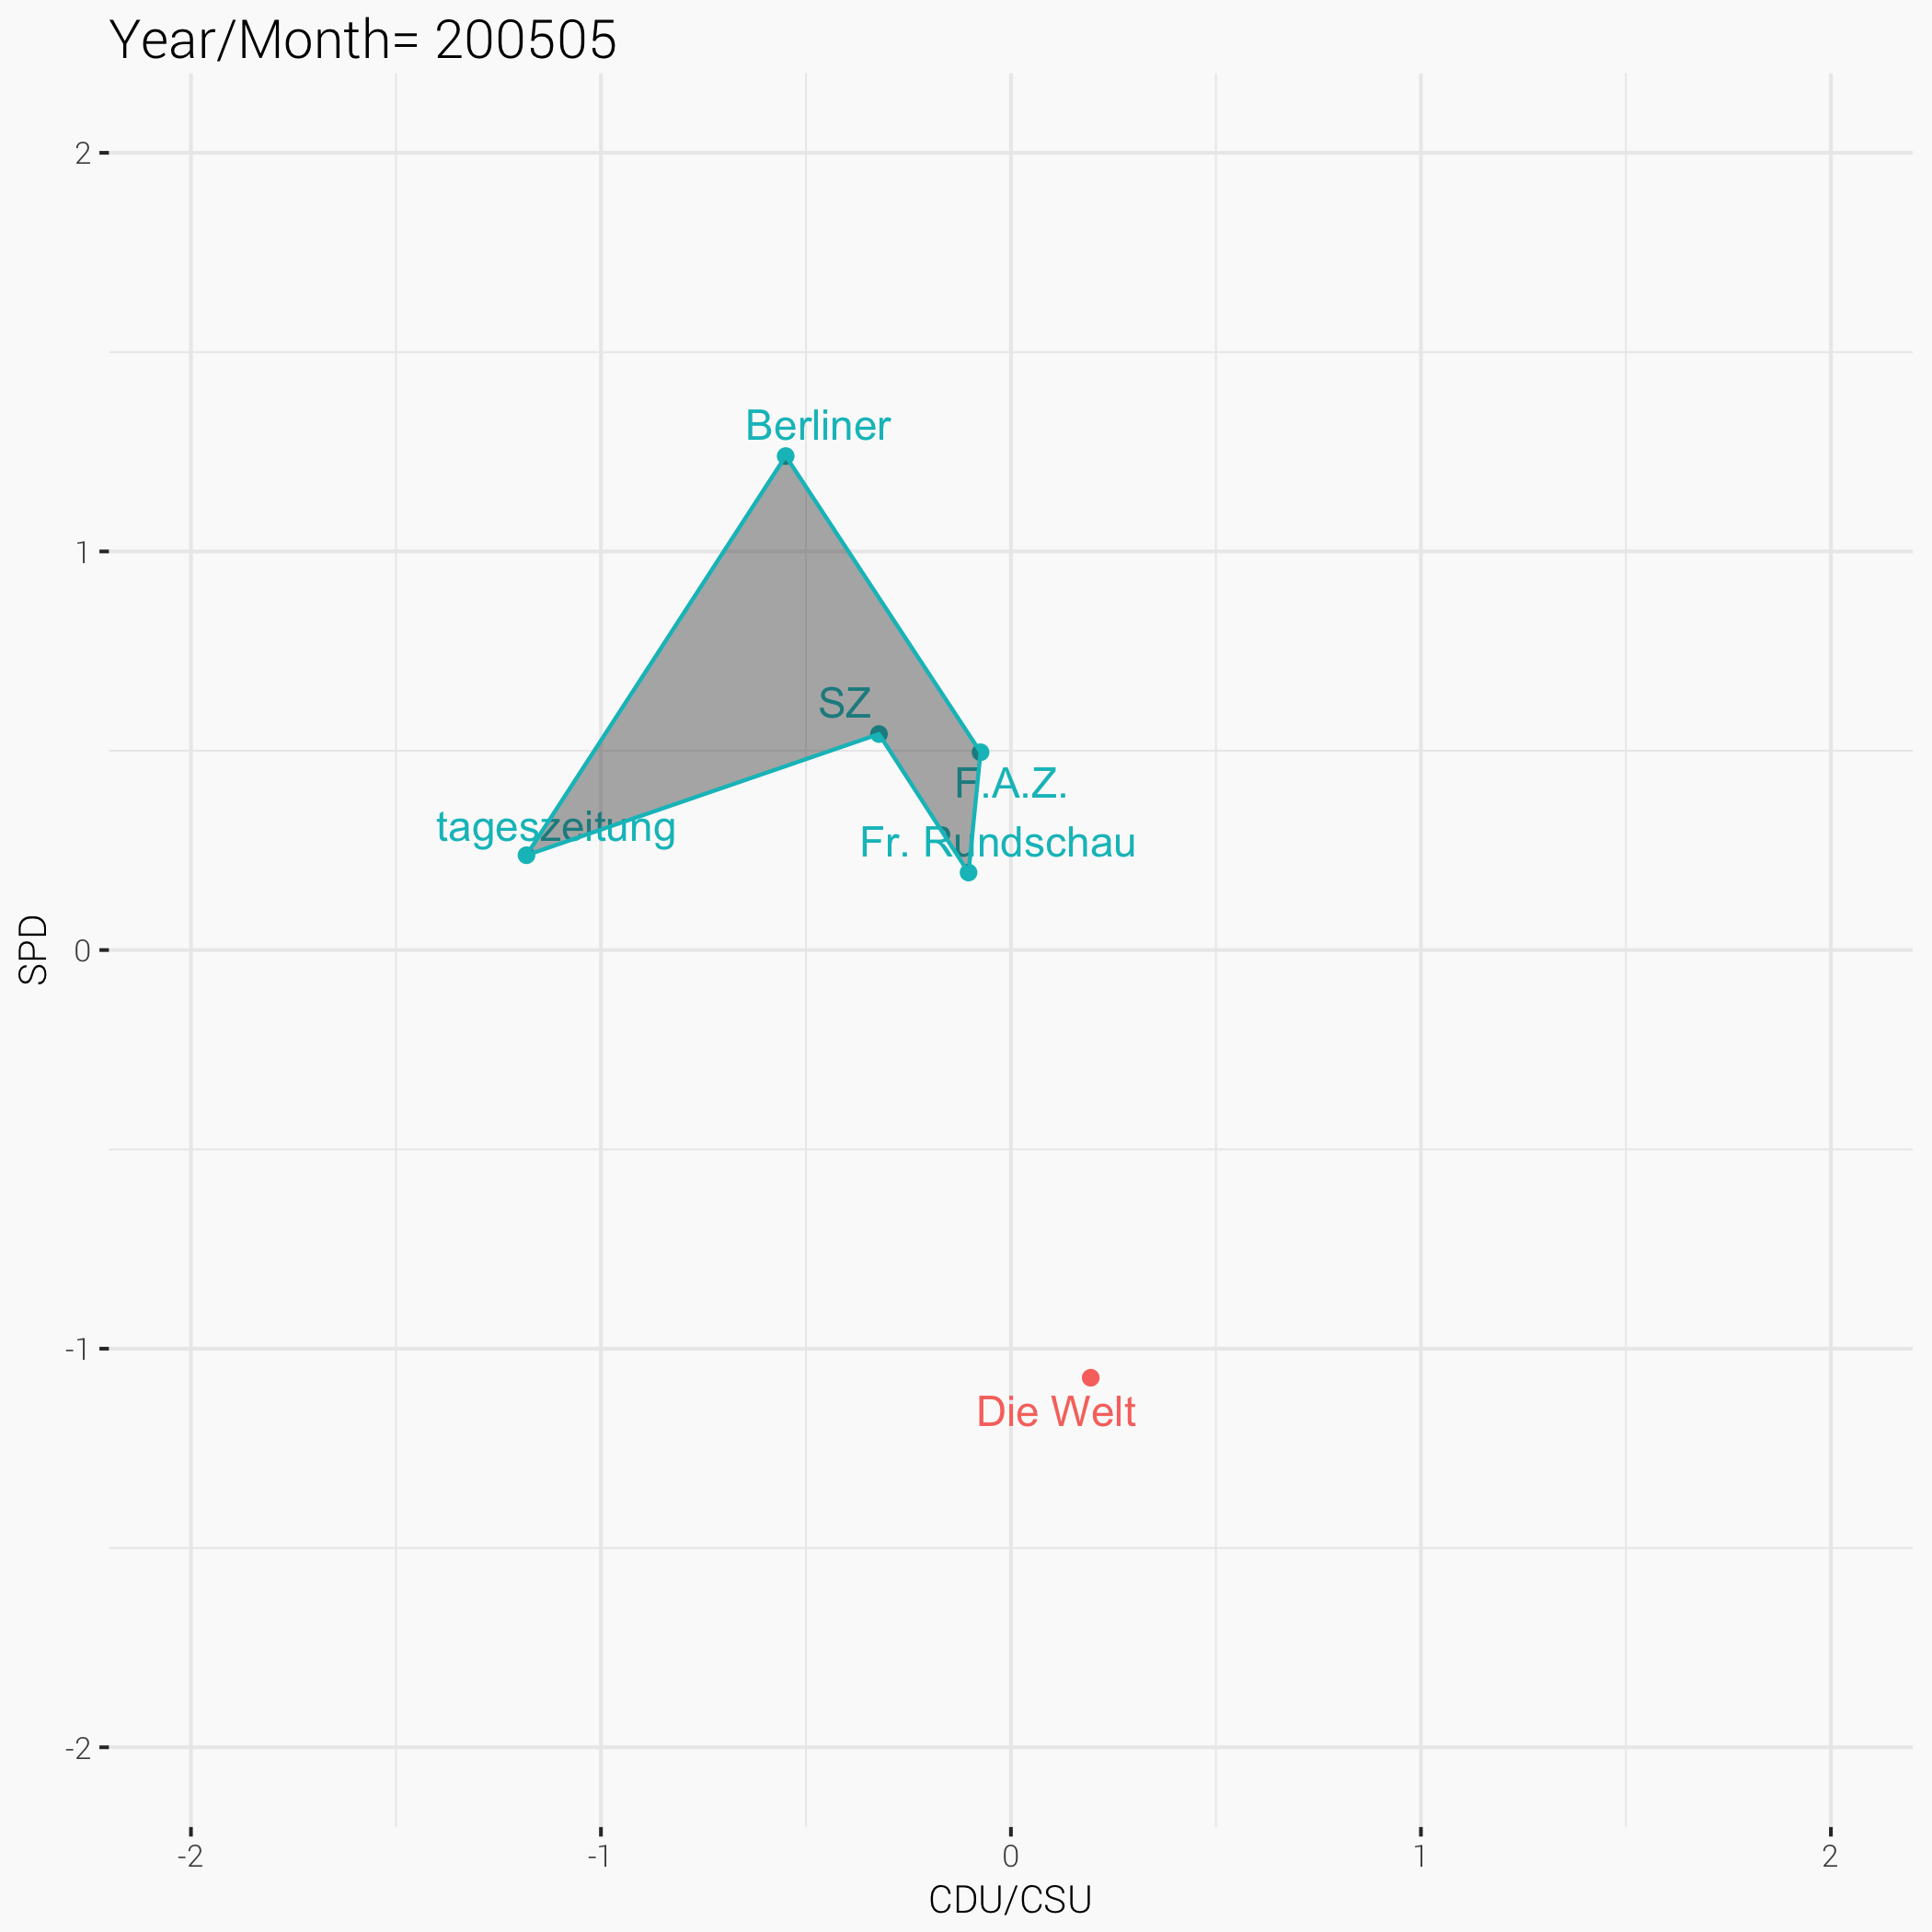 Year/Month= 200505
2
1
0
-1
-2
SPD
Berliner
SZ
F.A.Z.
tageszeitung
Fr. Rundschau
Die Welt
-2
-1
0
1
2
CDU/CSU